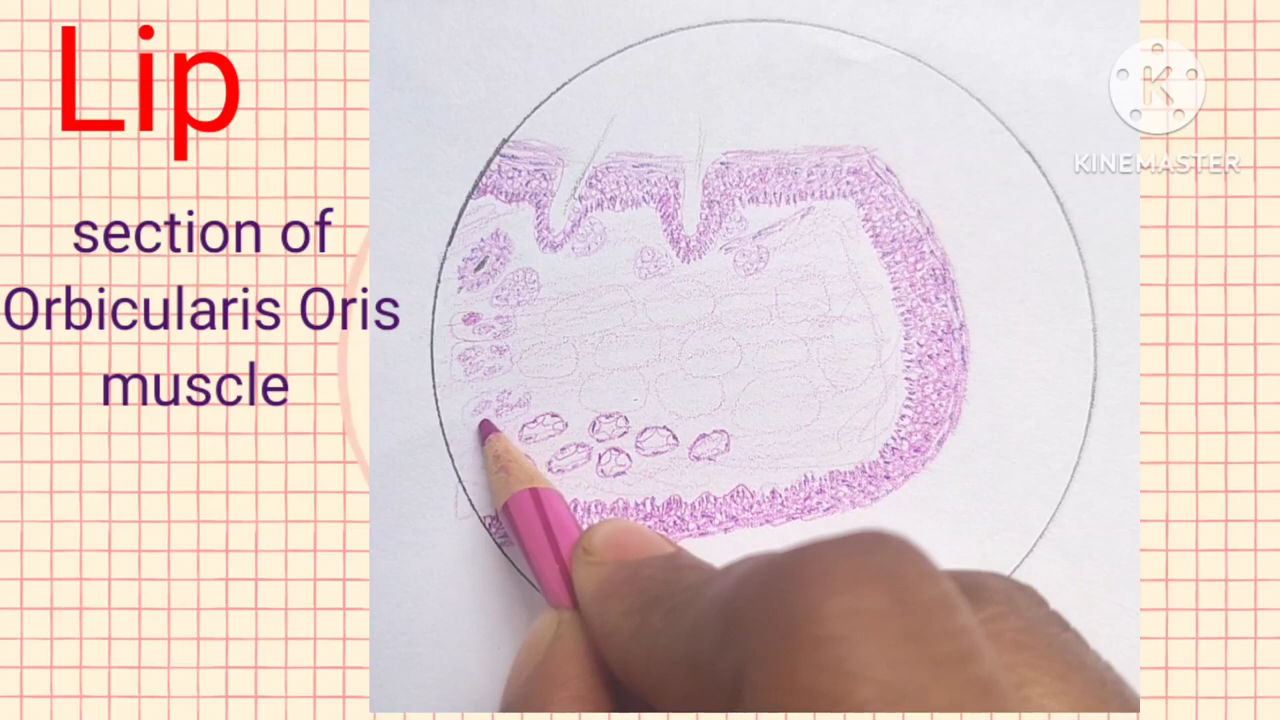 Lip
section of
Orbicularis Oris
muscle
K
KINEMASTER